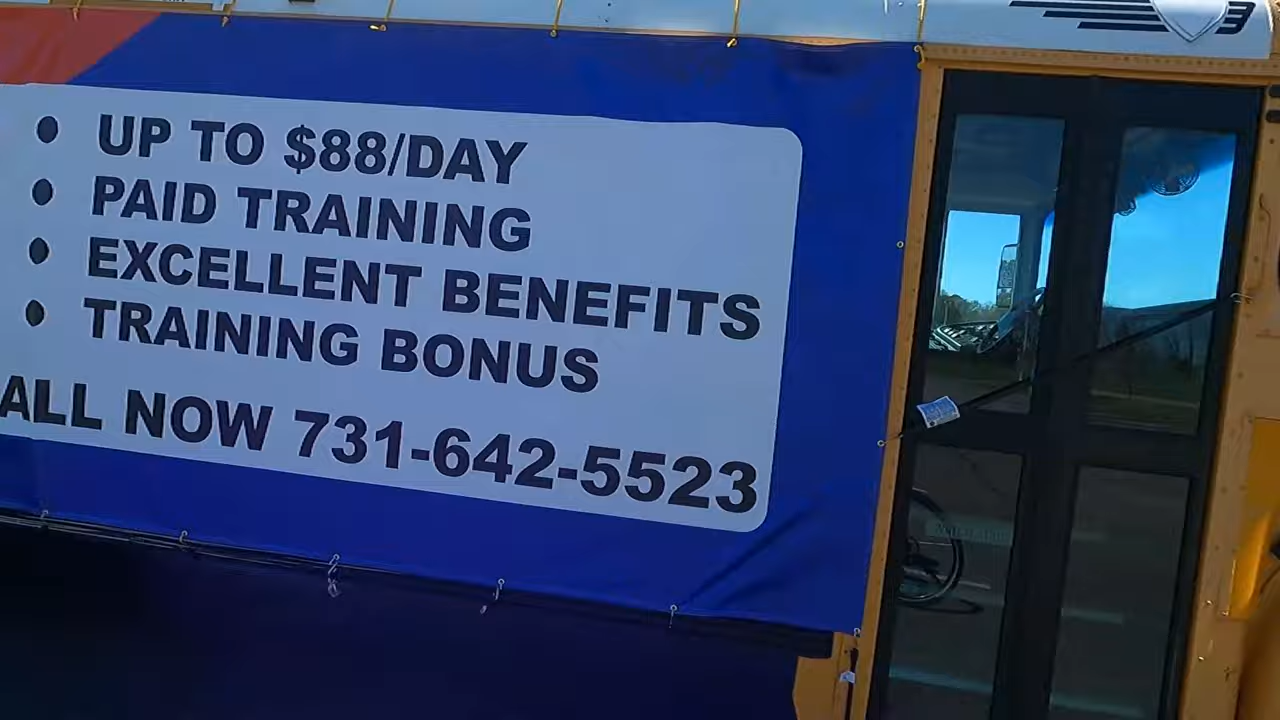 • UP TO $88/DAY
• PAID TRAINING
• EXCELLENT BENEFITS
• TRAINING BONUS
ALL NOW 731-642-5523